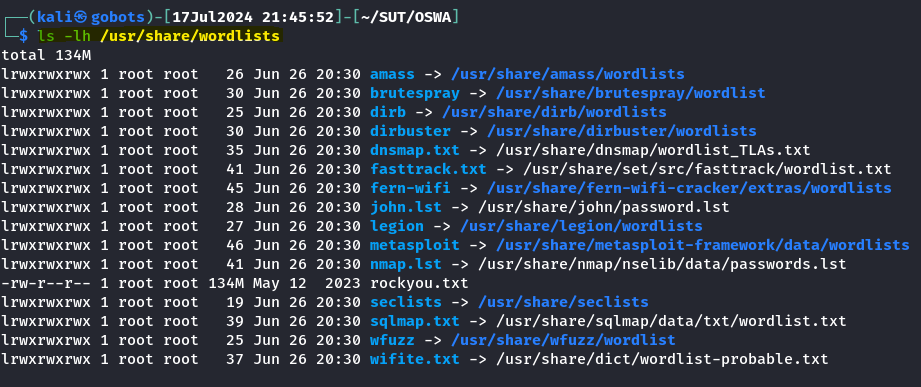 ┌──(kali㉿gobots)-[17Jul2024 21:45:52]-[~/SUT/OSWA]
└─$ ls -lh /usr/share/wordlists
total 134M
lrwxrwxrwx 1 root root   26 Jun 26 20:30 amass -> /usr/share/amass/wordlists
lrwxrwxrwx 1 root root   30 Jun 26 20:30 brutespray -> /usr/share/brutespray/wordlist
lrwxrwxrwx 1 root root   25 Jun 26 20:30 dirb -> /usr/share/dirb/wordlists
lrwxrwxrwx 1 root root   30 Jun 26 20:30 dirbuster -> /usr/share/dirbuster/wordlists
lrwxrwxrwx 1 root root   35 Jun 26 20:30 dnsmap.txt -> /usr/share/dnsmap/wordlist_TLAs.txt
lrwxrwxrwx 1 root root   41 Jun 26 20:30 fasttrack.txt -> /usr/share/set/src/fasttrack/wordlist.txt
lrwxrwxrwx 1 root root   45 Jun 26 20:30 fern-wifi -> /usr/share/fern-wifi-cracker/extras/wordlists
lrwxrwxrwx 1 root root   28 Jun 26 20:30 john.lst -> /usr/share/john/password.lst
lrwxrwxrwx 1 root root   27 Jun 26 20:30 legion -> /usr/share/legion/wordlists
lrwxrwxrwx 1 root root   46 Jun 26 20:30 metasploit -> /usr/share/metasploit-framework/data/wordlists
lrwxrwxrwx 1 root root   41 Jun 26 20:30 nmap.lst -> /usr/share/nmap/nselib/data/passwords.lst
-rw-r--r-- 1 root root 134M May 12  2023 rockyou.txt
lrwxrwxrwx 1 root root   19 Jun 26 20:30 seclists -> /usr/share/seclists
lrwxrwxrwx 1 root root   39 Jun 26 20:30 sqlmap.txt -> /usr/share/sqlmap/data/txt/wordlist.txt
lrwxrwxrwx 1 root root   25 Jun 26 20:30 wfuzz -> /usr/share/wfuzz/wordlist
lrwxrwxrwx 1 root root   37 Jun 26 20:30 wifite.txt -> /usr/share/dict/wordlist-probable.txt